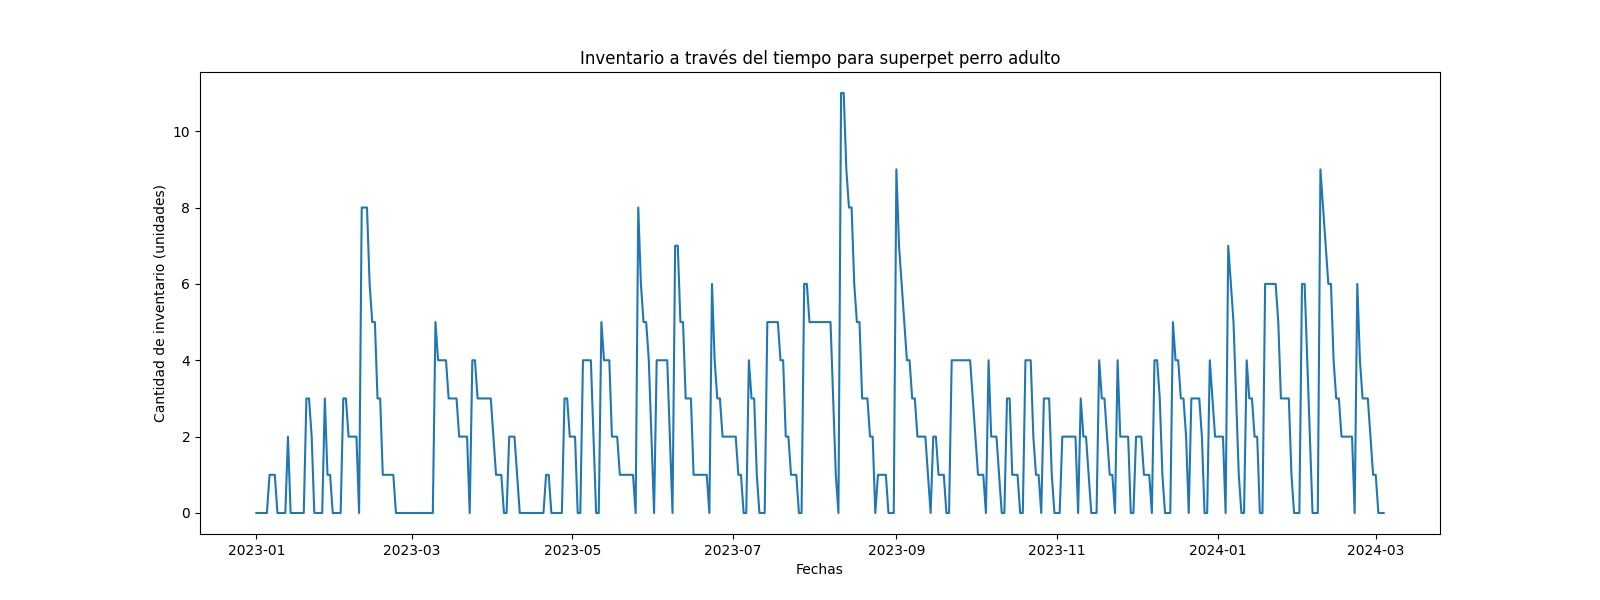 Inventario a través del tiempo para superpet perro adulto
Cantidad de inventario (unidades)
10
8
6
4
2
0
2023-01 2023-03 2023-05 2023-07 2023-09 2023-11 2024-01 2024-03
Fechas